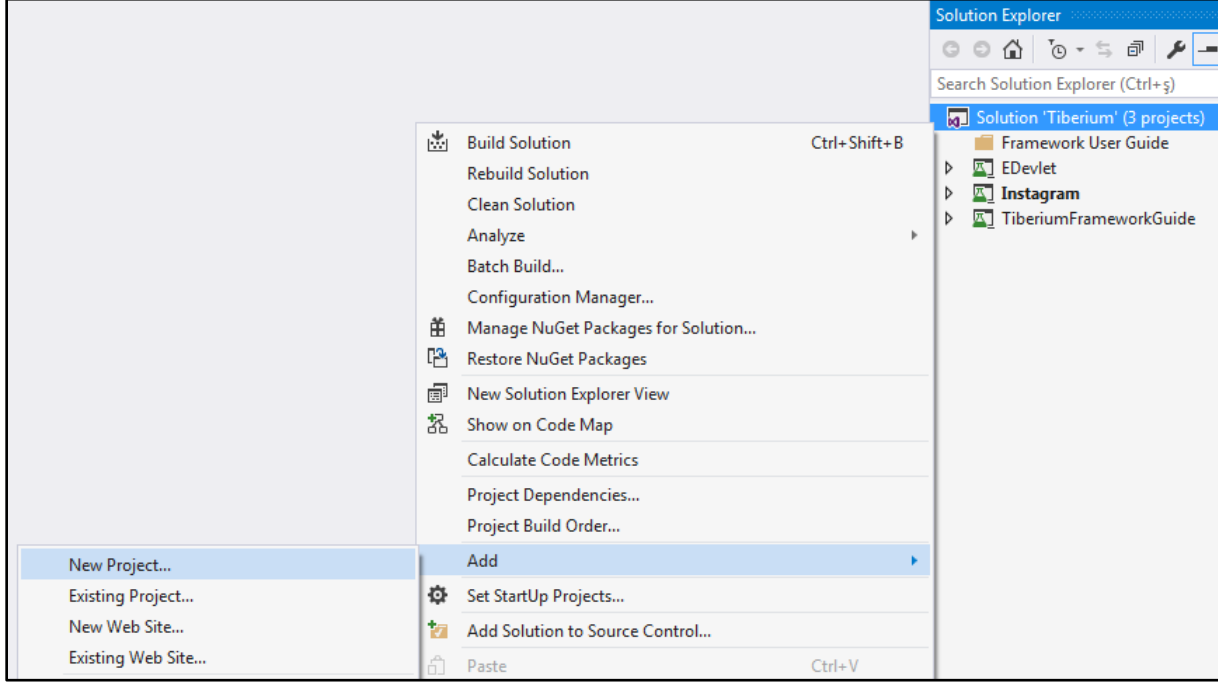 Solution Explorer
Search Solution Explorer (Ctrl+ş)
Solution 'Tiberium' (3 projects)
Framework User Guide
EDevlet
Instagram
TiberiumFrameworkGuide
Build Solution Ctrl+Shift+B
Rebuild Solution
Clean Solution
Analyze
Batch Build...
Configuration Manager...
Manage NuGet Packages for Solution...
Restore NuGet Packages
New Solution Explorer View
Show on Code Map
Calculate Code Metrics
Project Dependencies...
Project Build Order...
Add
Set StartUp Projects...
Add Solution to Source Control...
Paste Ctrl+V
New Project...
Existing Project...
New Web Site...
Existing Web Site...